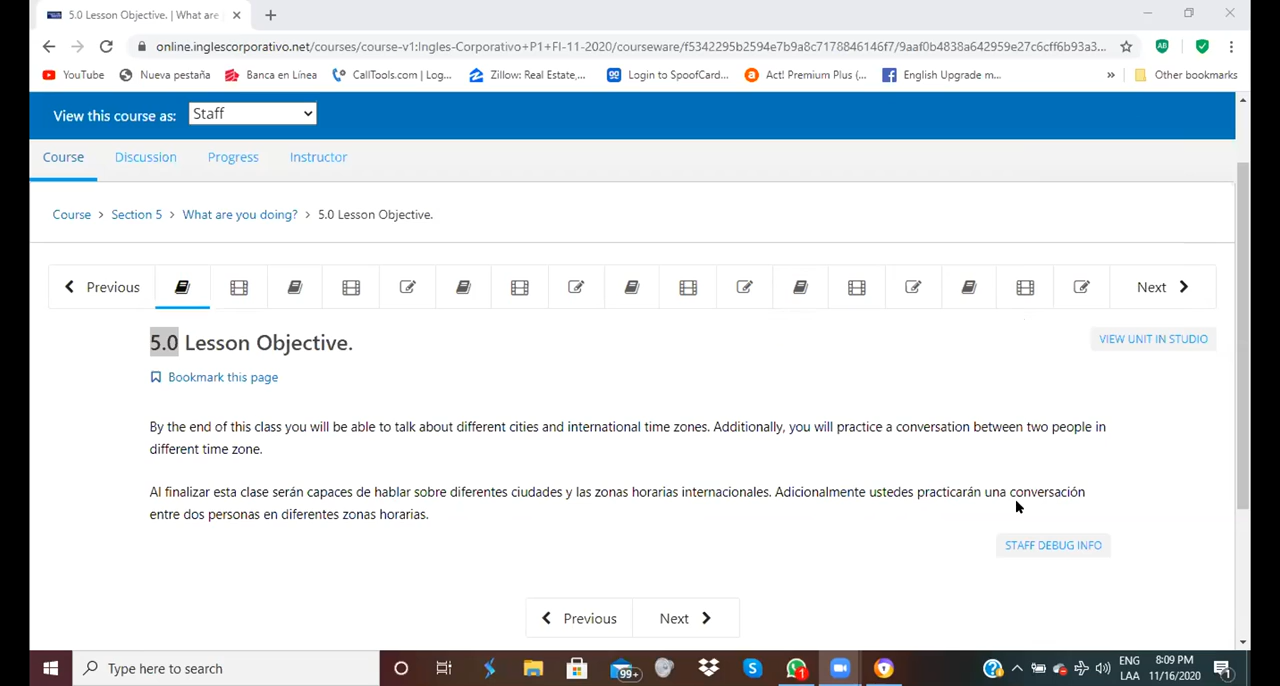 5.0 Lesson Objective. | What are
online.inglescorporativo.net/courses/course-v1:Ingles-Corporativo+P1+FI-11-2020/courseware/f5342295b2594e7b9a8c7178846146f7/9aaf0b4838a642959e27c6cff6b93a3...
YouTube Nueva pestaña Banca en Línea CallTools.com | Log... Zillow: Real Estate,... Login to SpoofCard... Act! Premium Plus (... English Upgrade m... » Other bookmarks
View this course as: Staff
Course Discussion Progress Instructor
Course > Section 5 > What are you doing? > 5.0 Lesson Objective.
Previous Next
5.0 Lesson Objective.
VIEW UNIT IN STUDIO
Bookmark this page
By the end of this class you will be able to talk about different cities and international time zones. Additionally, you will practice a conversation between two people in
different time zone.
Al finalizar esta clase serán capaces de hablar sobre diferentes ciudades y las zonas horarias internacionales. Adicionalmente ustedes practicarán una conversación
entre dos personas en diferentes zonas horarias.
STAFF DEBUG INFO
Previous Next
Type here to search 99+ 1 ENG 8:09 PM
LAA 11/16/2020 1